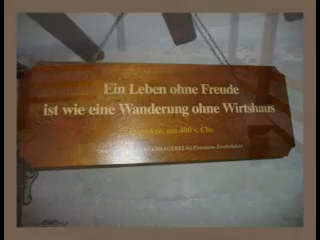 Ein Leben ohne Freude
ist wie eine Wanderung ohne Wirtshaus
um 400 v. Chr.